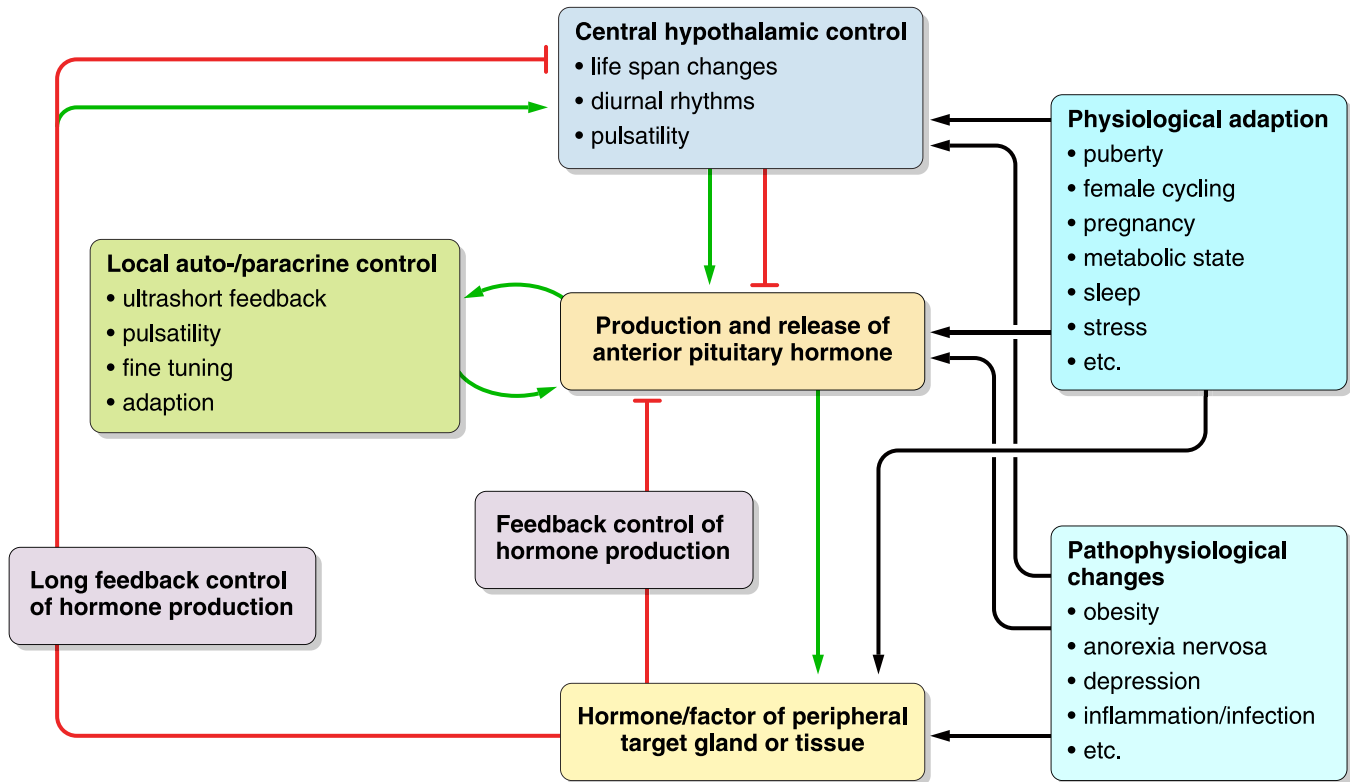 Central hypothalamic control
• life span changes
• diurnal rhythms
• pulsatility
Physiological adaption
• puberty
• female cycling
• pregnancy
• metabolic state
• sleep
• stress
• etc.
Local auto-/paracrine control
• ultrashort feedback
• pulsatility
• fine tuning
• adaption
Production and release of
anterior pituitary hormone
Feedback control of
hormone production
Long feedback control
of hormone production
Pathophysiological
changes
• obesity
• anorexia nervosa
• depression
• inflammation/infection
• etc.
Hormone/factor of peripheral
target gland or tissue